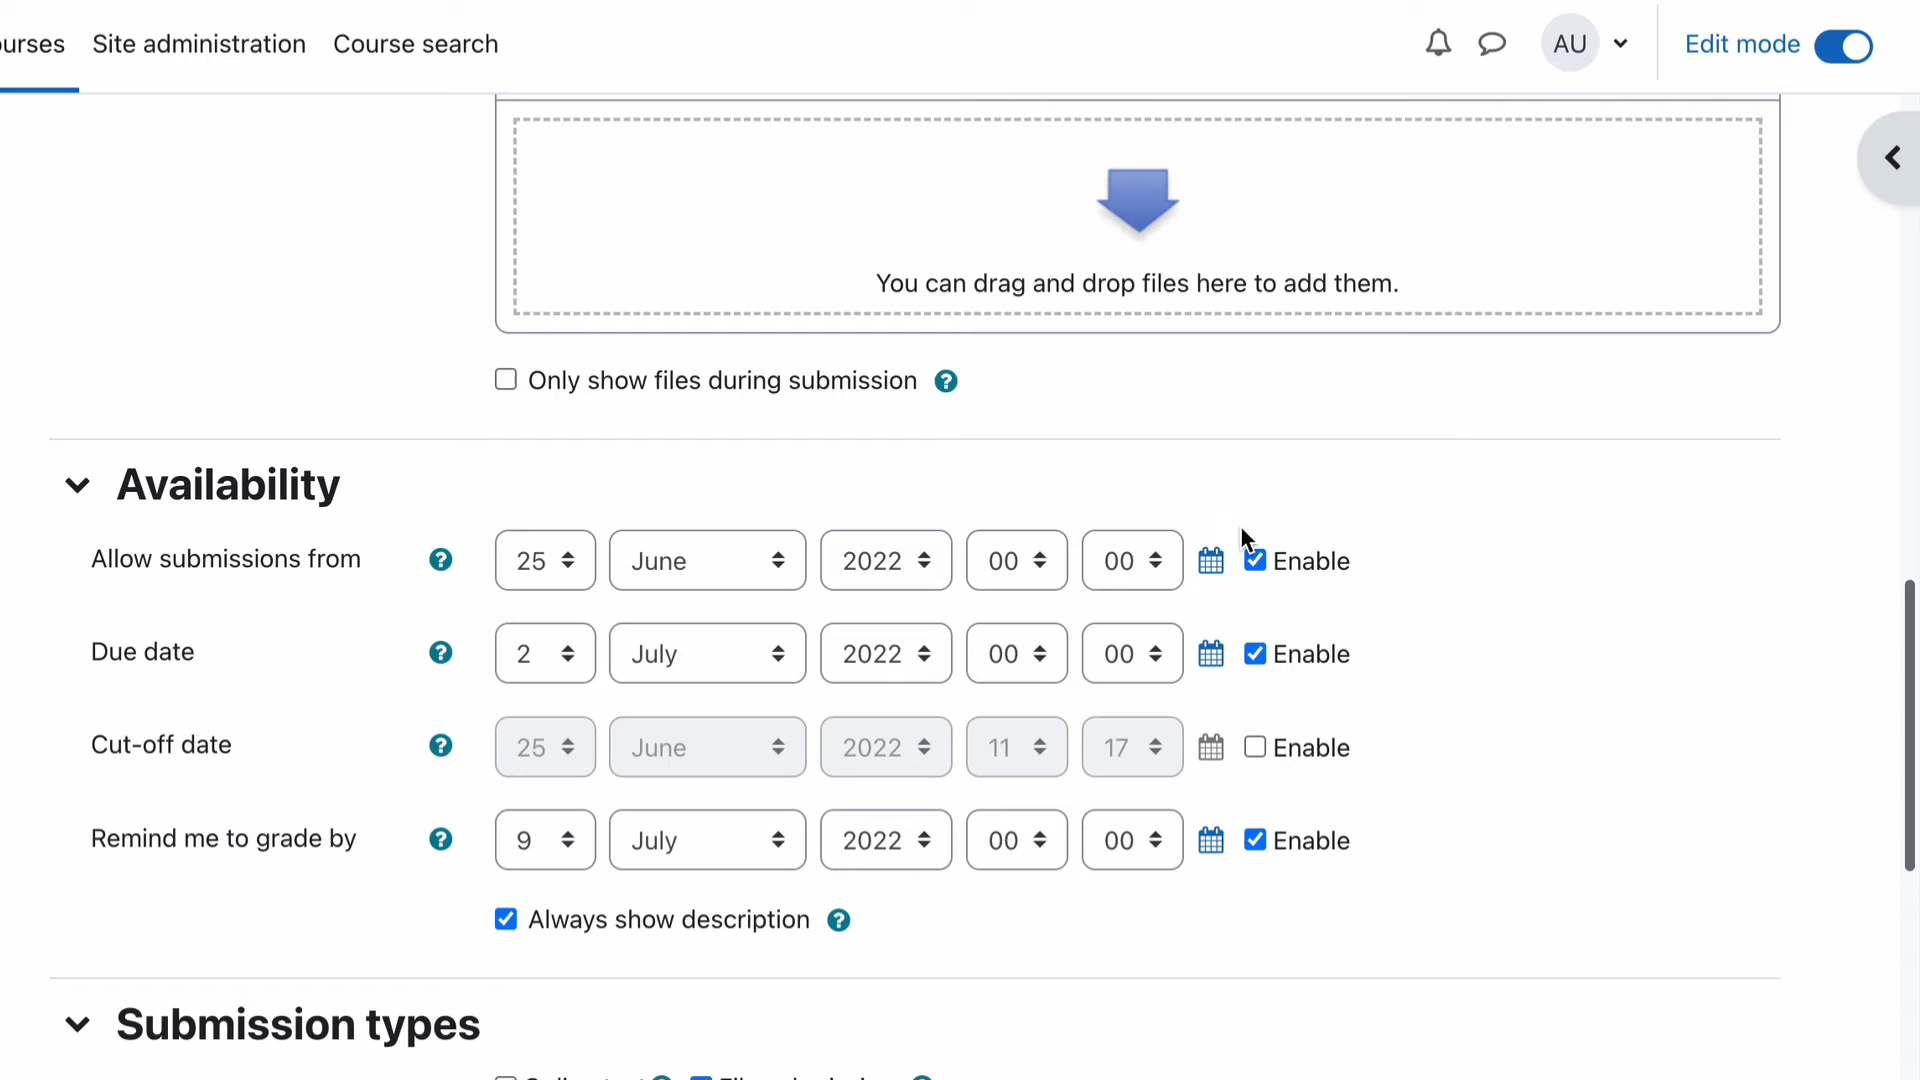 Site administration Course search AU Edit mode
You can drag and drop files here to add them.
Only show files during submission ?
Availability
Allow submissions from ? 25 June 2022 00 00 Enable
Due date ? 2 July 2022 00 00 Enable
Cut-off date ? 25 June 2022 11 17 Enable
Remind me to grade by ? 9 July 2022 00 00 Enable
Always show description ?
Submission types